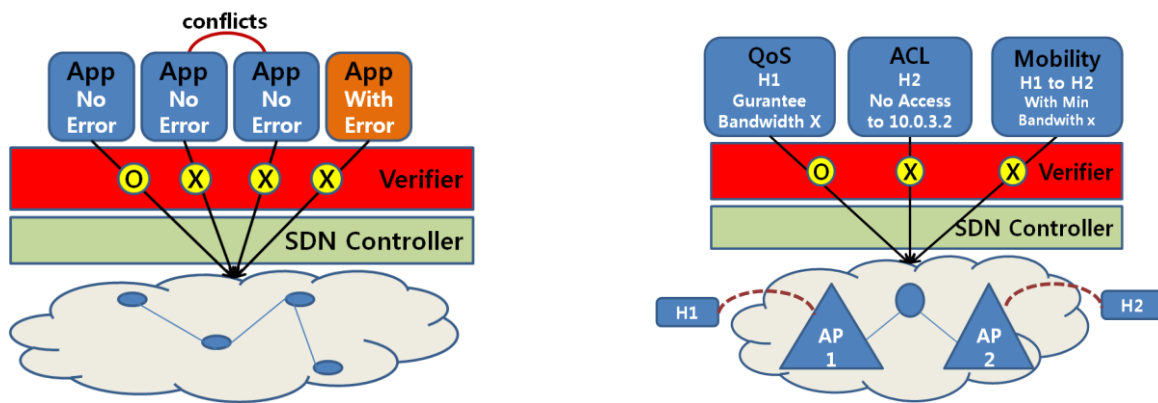 conflicts
App
No
Error
App
No
Error
App
No
Error
App
With
Error
O
X
X
X
Verifier
SDN Controller
QoS
H1
Gurantee
Bandwidth X
ACL
H2
No Access
to 10.0.3.2
Mobility
H1 to H2
With Min
Bandwith x
O
X
X
Verifier
SDN Controller
H1
AP
1
AP
2
H2